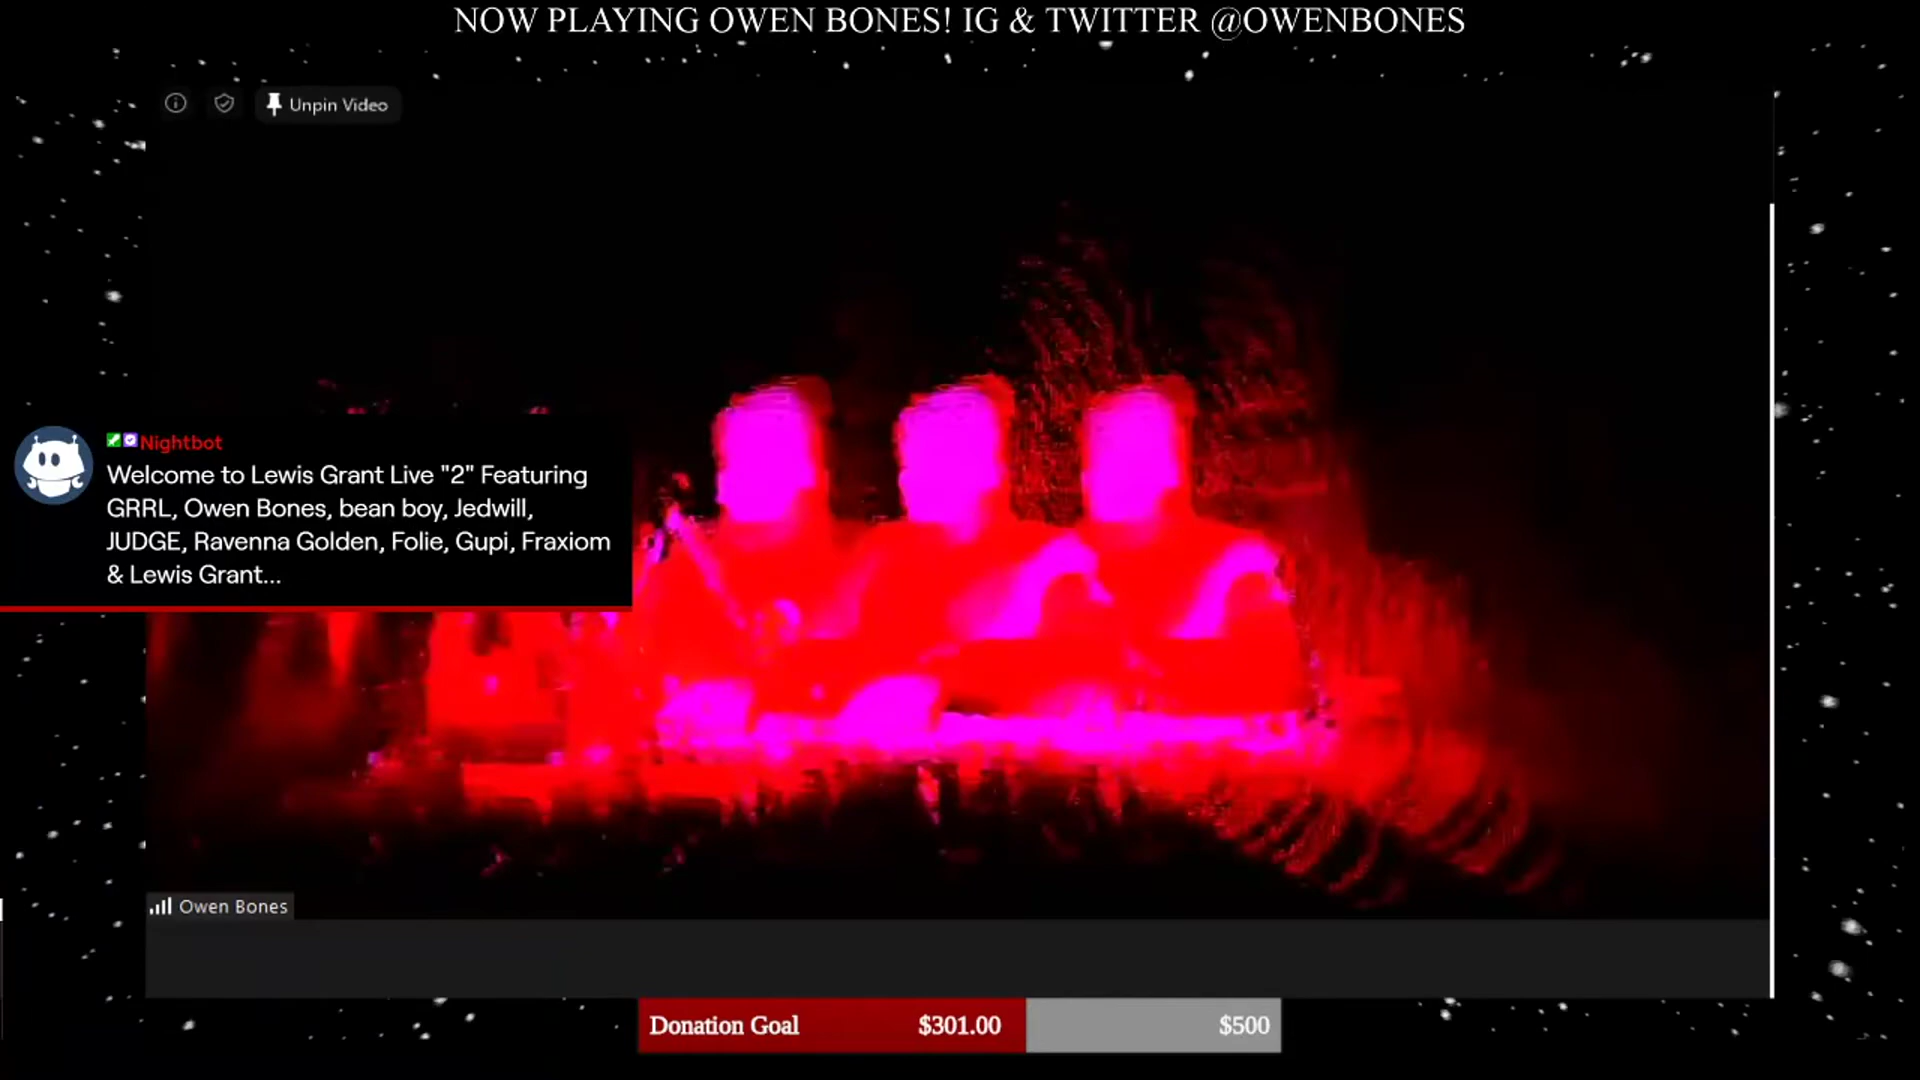 NOW PLAYING OWEN BONES! IG & TWITTER @OWENBONES
Unpin Video
Nightbot
Welcome to Lewis Grant Live "2" Featuring
GRRL, Owen Bones, bean boy, Jedwill,
JUDGE, Ravenna Golden, Folie, Gupi, Fraxiom
& Lewis Grant...
Owen Bones
Donation Goal $301.00 $500